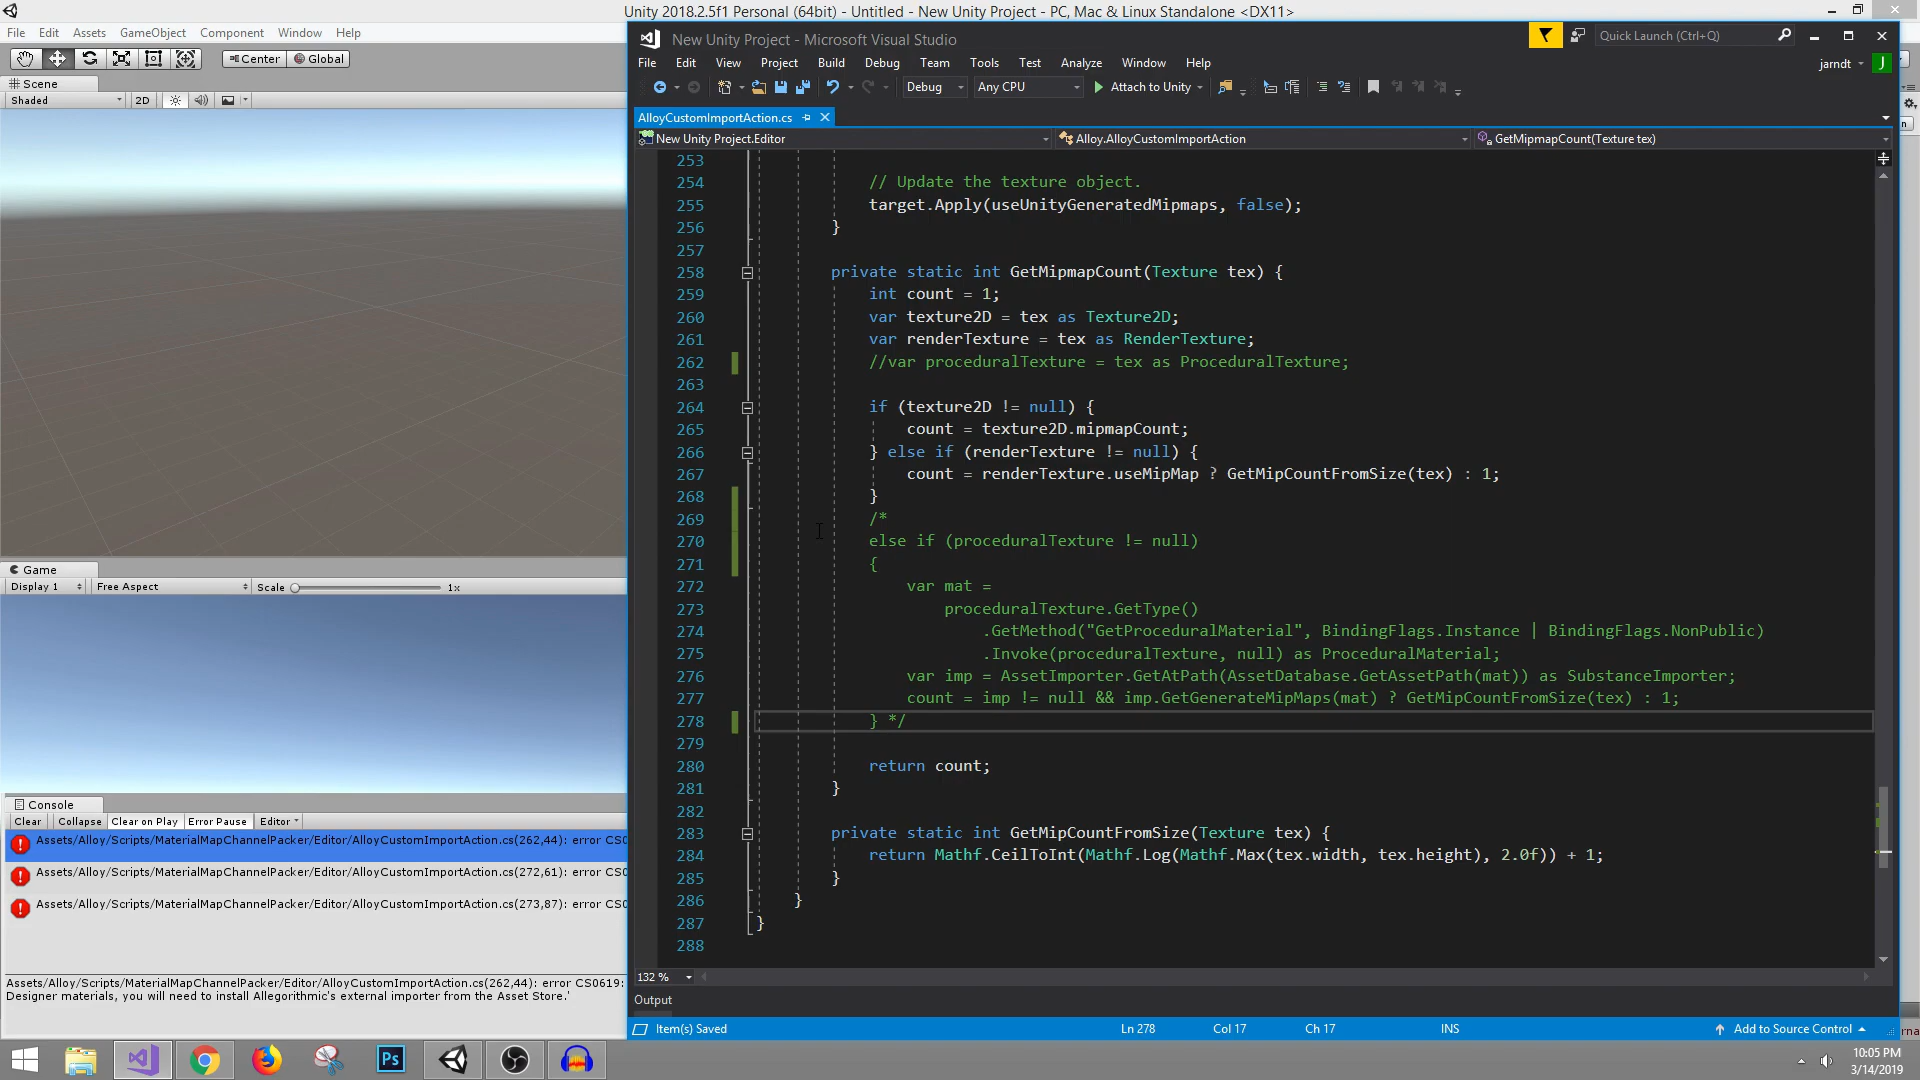 Unity 2018.2.5f1 Personal (64bit) - Untitled - New Unity Project - PC, Mac & Linux Standalone <DX11>
File Edit Assets GameObject Component Window Help
Center Global
Scene
Shaded 2D
Game
Display 1 Free Aspect Scale 1x
Console
Clear Collapse Clear on Play Error Pause Editor
Assets/Alloy/Scripts/MaterialMapChannelPacker/Editor/AlloyCustomImportAction.cs(262,44): error CS0
Assets/Alloy/Scripts/MaterialMapChannelPacker/Editor/AlloyCustomImportAction.cs(272,61): error CS0
Assets/Alloy/Scripts/MaterialMapChannelPacker/Editor/AlloyCustomImportAction.cs(273,87): error CS0
Assets/Alloy/Scripts/MaterialMapChannelPacker/Editor/AlloyCustomImportAction.cs(262,44): error CS0619:
Designer materials, you will need to install Allegorithmic's external importer from the Asset Store.'
New Unity Project - Microsoft Visual Studio
Quick Launch (Ctrl+Q)
File Edit View Project Build Debug Team Tools Test Analyze Window Help
jarndt J
Debug Any CPU Attach to Unity
AlloyCustomImportAction.cs
New Unity Project.Editor Alloy.AlloyCustomImportAction GetMipmapCount(Texture tex)
253
254 // Update the texture object.
255 target.Apply(useUnityGeneratedMipmaps, false);
256 }
257
258 private static int GetMipmapCount(Texture tex) {
259 int count = 1;
260 var texture2D = tex as Texture2D;
261 var renderTexture = tex as RenderTexture;
262 //var proceduralTexture = tex as ProceduralTexture;
263
264 if (texture2D != null) {
265 count = texture2D.mipmapCount;
266 } else if (renderTexture != null) {
267 count = renderTexture.useMipMap ? GetMipCountFromSize(tex) : 1;
268 }
269 /*
270 else if (proceduralTexture != null)
271 {
272 var mat =
273 proceduralTexture.GetType()
274 .GetMethod("GetProceduralMaterial", BindingFlags.Instance | BindingFlags.NonPublic)
275 .Invoke(proceduralTexture, null) as ProceduralMaterial;
276 var imp = AssetImporter.GetAtPath(AssetDatabase.GetAssetPath(mat)) as SubstanceImporter;
277 count = imp != null && imp.GetGenerateMipMaps(mat) ? GetMipCountFromSize(tex) : 1;
278 } */
279
280 return count;
281 }
282
283 private static int GetMipCountFromSize(Texture tex) {
284 return Mathf.CeilToInt(Mathf.Log(Mathf.Max(tex.width, tex.height), 2.0f)) + 1;
285 }
286 }
287 }
288
132 %
Output
Item(s) Saved Ln 278 Col 17 Ch 17 INS Add to Source Control
Ps
10:05 PM
3/14/2019